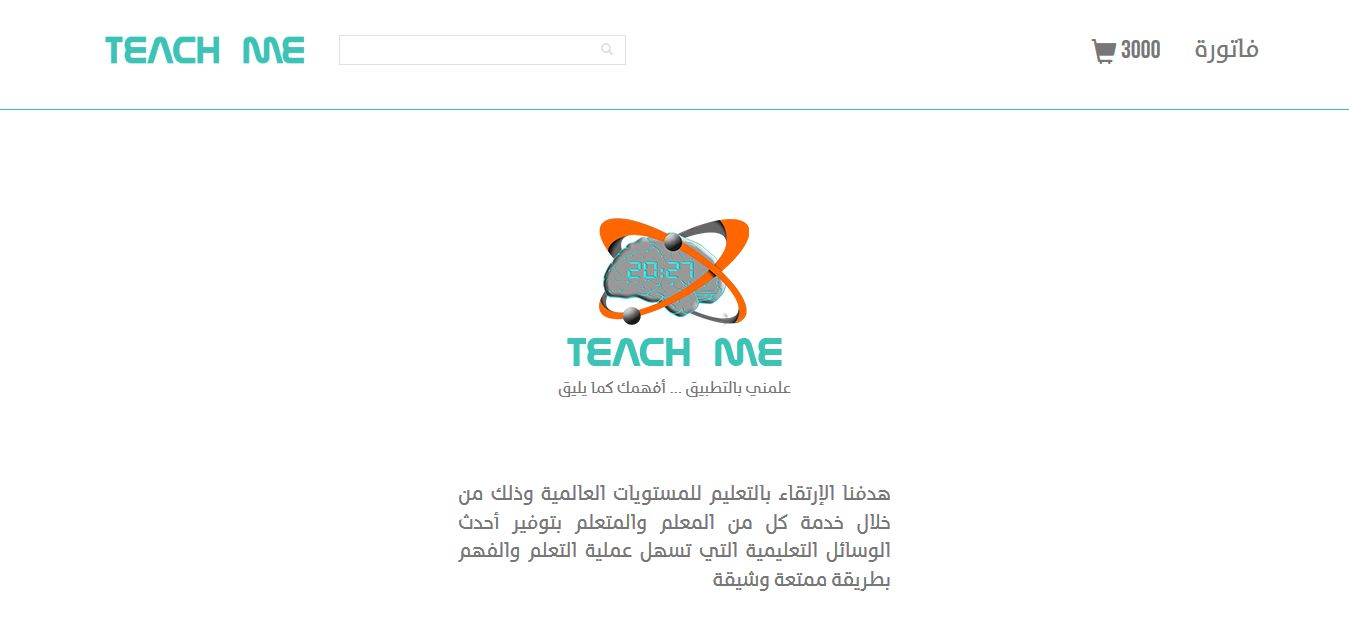 TEACH ME
3000
فاتورة
20:27
TEACH ME
علمني بالتطبيق ... أفهمك كما يليق
هدفنا الإرتقاء بالتعليم للمستويات العالمية وذلك من
خلال خدمة كل من المعلم والمتعلم بتوفير أحدث
الوسائل التعليمية التي تسهل عملية التعلم والفهم
بطريقة ممتعة وشيقة